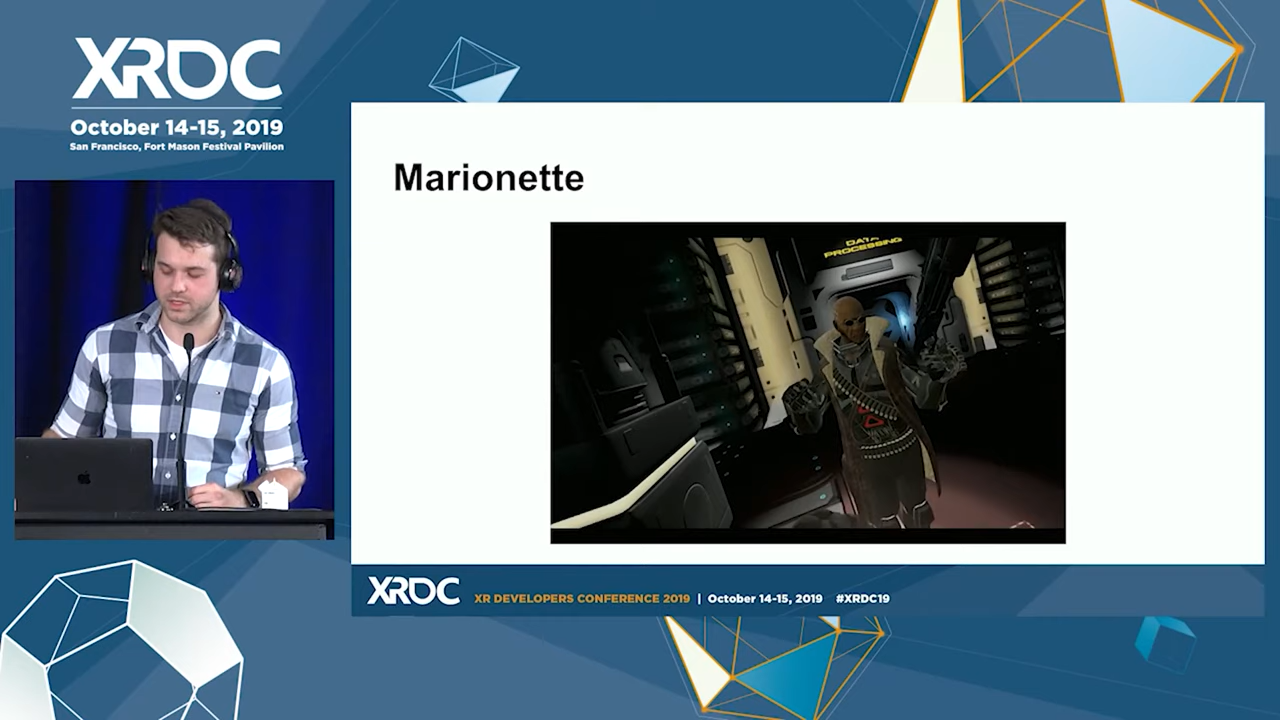 XRDC
October 14-15, 2019
San Francisco, Fort Mason Festival Pavilion
Marionette
DATA
PROCESSING
XRDC XR DEVELOPERS CONFERENCE 2019 | October 14-15, 2019 #XRDC19